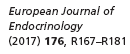 European Journal of
Endocrinology
(2017) 176, R167–R181